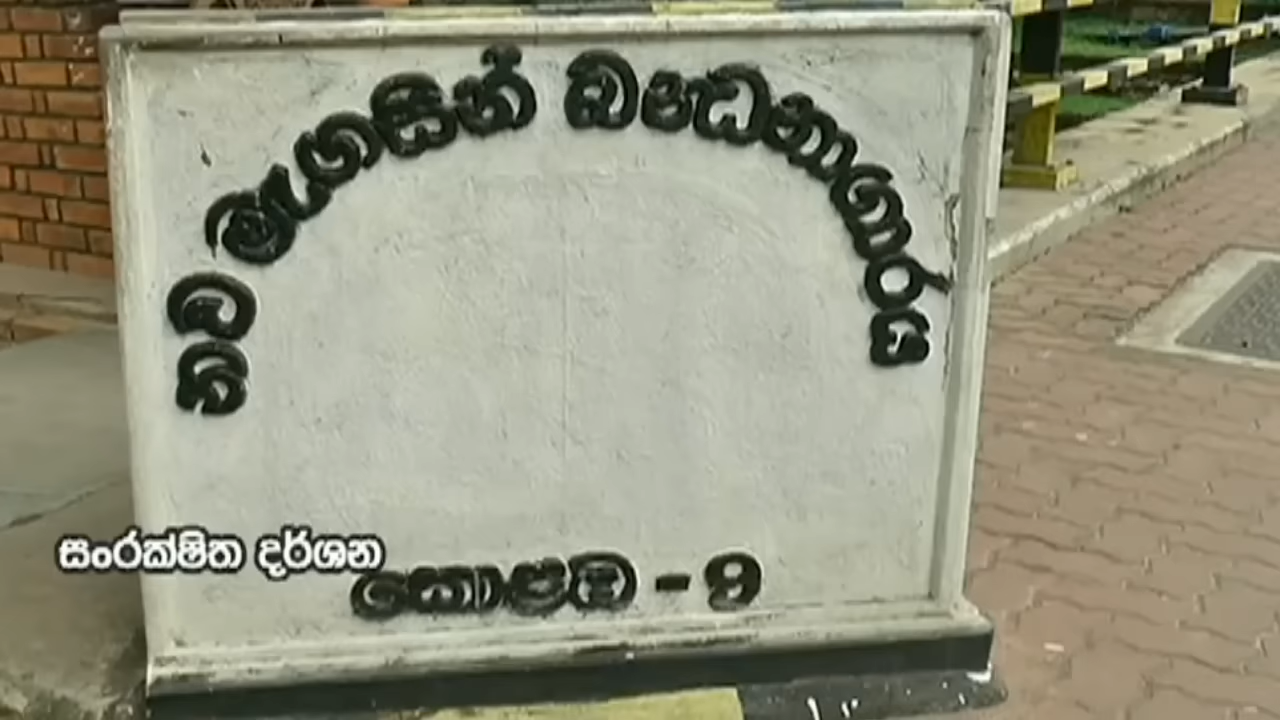 නව මැගසින් බන්ධනාගාරය
සංරක්ෂිත දර්ශන
කොළඹ - 9